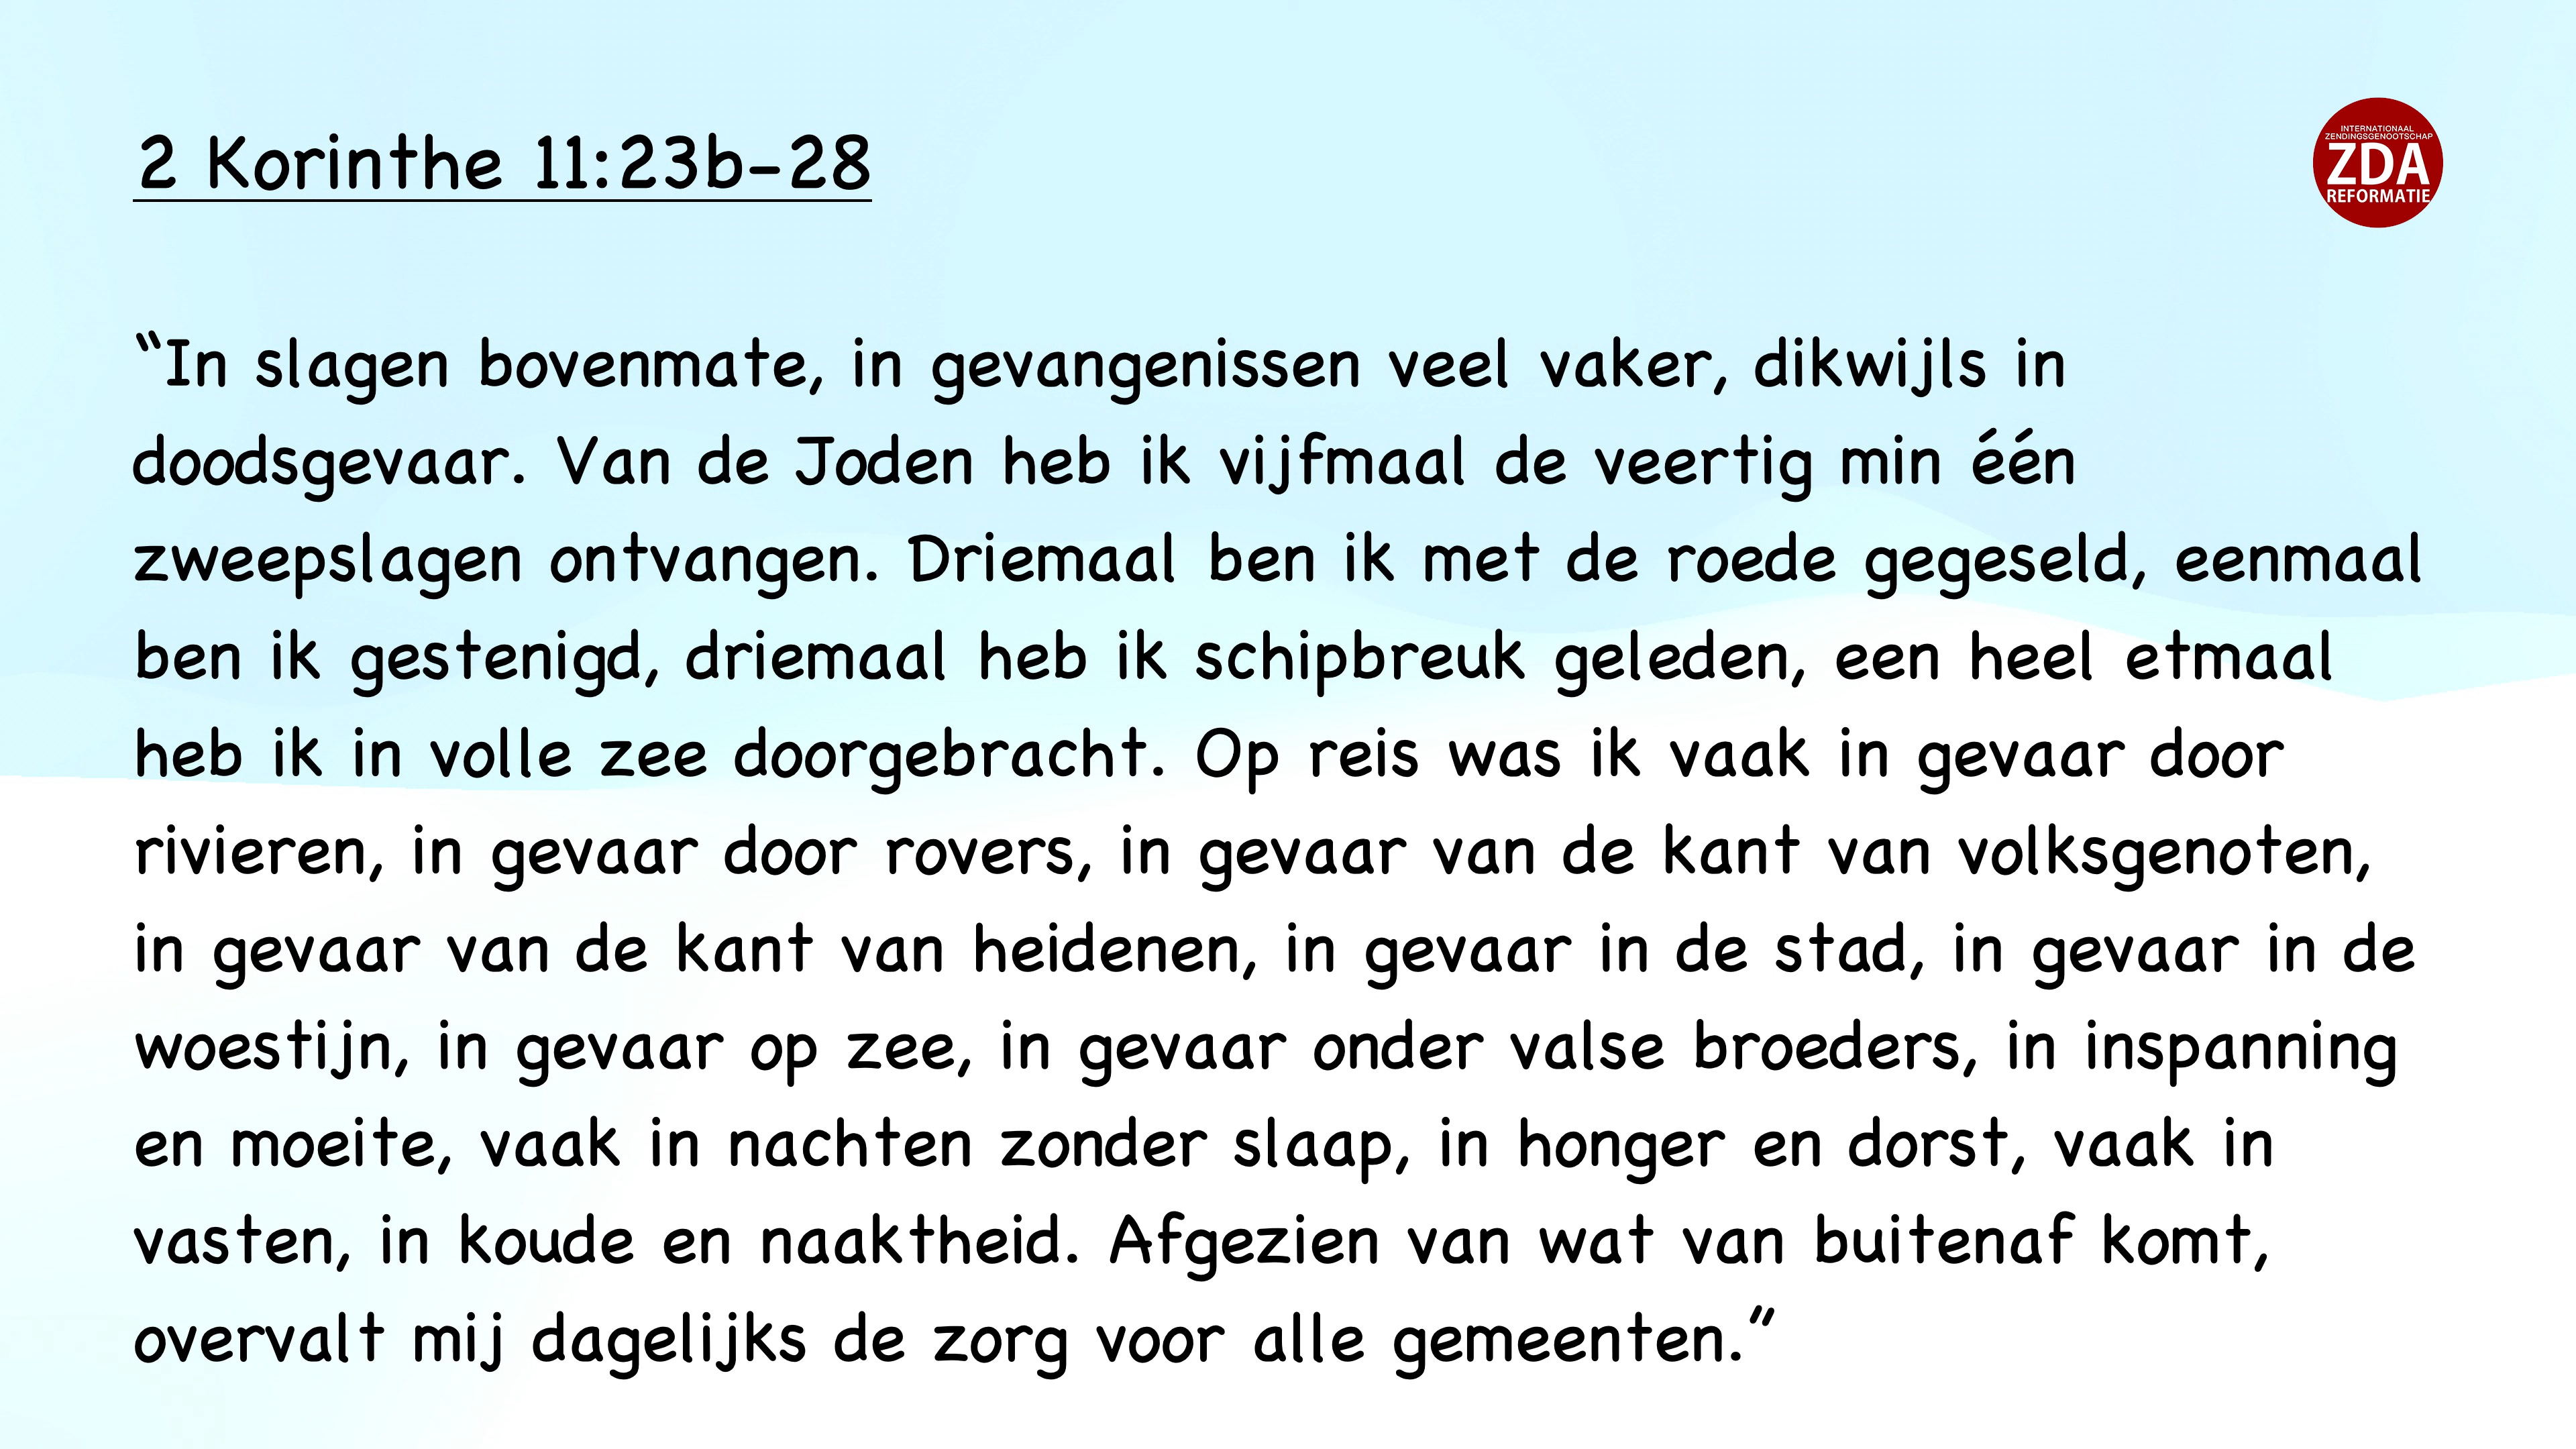 2 Korinthe 11:23b-28
INTERNATIONAAL
ZENDINGSGENOOTSCHAP
ZDA
REFORMATIE
“In slagen bovenmate, in gevangenissen veel vaker, dikwijls in
doodsgevaar. Van de Joden heb ik vijfmaal de veertig min één
zweepslagen ontvangen. Driemaal ben ik met de roede gegeseld, eenmaal
ben ik gestenigd, driemaal heb ik schipbreuk geleden, een heel etmaal
heb ik in volle zee doorgebracht. Op reis was ik vaak in gevaar door
rivieren, in gevaar door rovers, in gevaar van de kant van volksgenoten,
in gevaar van de kant van heidenen, in gevaar in de stad, in gevaar in de
woestijn, in gevaar op zee, in gevaar onder valse broeders, in inspanning
en moeite, vaak in nachten zonder slaap, in honger en dorst, vaak in
vasten, in koude en naaktheid. Afgezien van wat van buitenaf komt,
overvalt mij dagelijks de zorg voor alle gemeenten.”